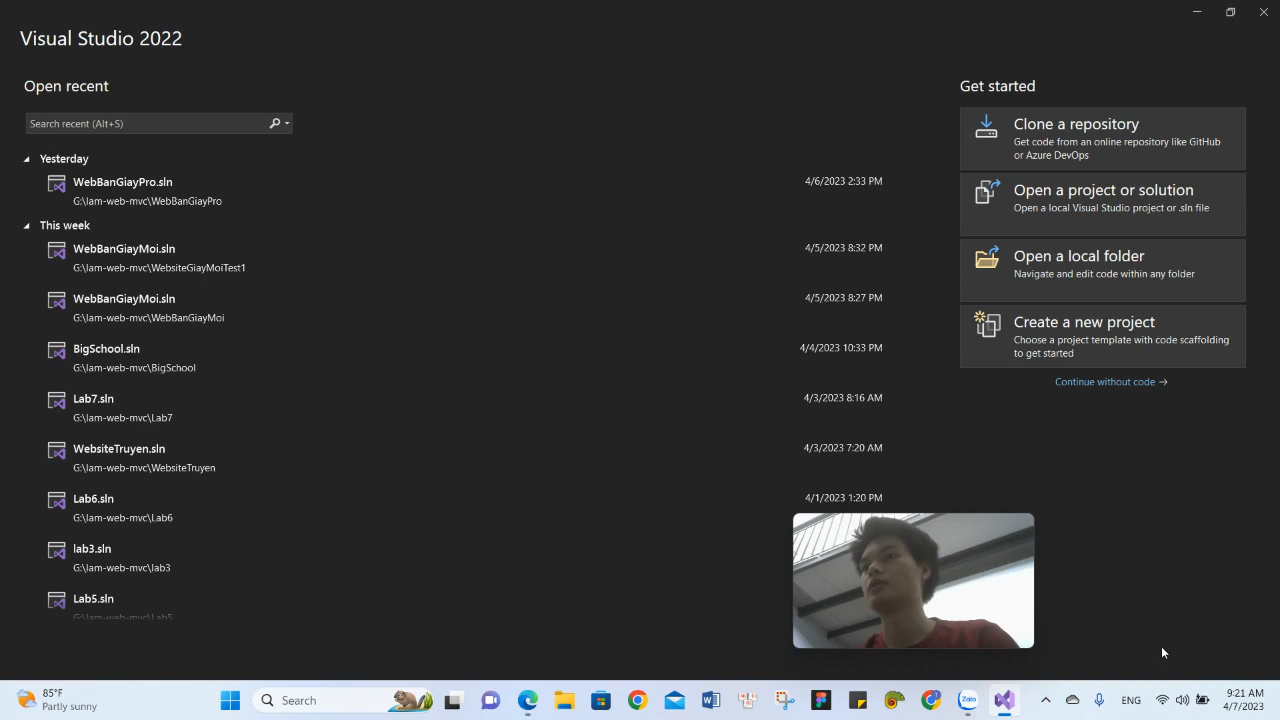 Visual Studio 2022
Open recent
Search recent (Alt+S)
Yesterday
WebBanGiayPro.sln
4/6/2023 2:33 PM
G:\lam-web-mvc\WebBanGiayPro
This week
WebBanGiayMoi.sln
4/5/2023 8:32 PM
G:\lam-web-mvc\WebsiteGiayMoiTest1
WebBanGiayMoi.sln
4/5/2023 8:27 PM
G:\lam-web-mvc\WebBanGiayMoi
BigSchool.sln
4/4/2023 10:33 PM
G:\lam-web-mvc\BigSchool
Lab7.sln
4/3/2023 8:16 AM
G:\lam-web-mvc\Lab7
WebsiteTruyen.sln
4/3/2023 7:20 AM
G:\lam-web-mvc\WebsiteTruyen
Lab6.sln
4/1/2023 1:20 PM
G:\lam-web-mvc\Lab6
lab3.sln
G:\lam-web-mvc\lab3
Lab5.sln
G:\lam-web-mvc\Lab5
Get started
Clone a repository
Get code from an online repository like GitHub
or Azure DevOps
Open a project or solution
Open a local Visual Studio project or .sln file
Open a local folder
Navigate and edit code within any folder
Create a new project
Choose a project template with code scaffolding
to get started
Continue without code →
85°F
Partly sunny
Search
Zalo
ENG
9:21 AM
4/7/2023